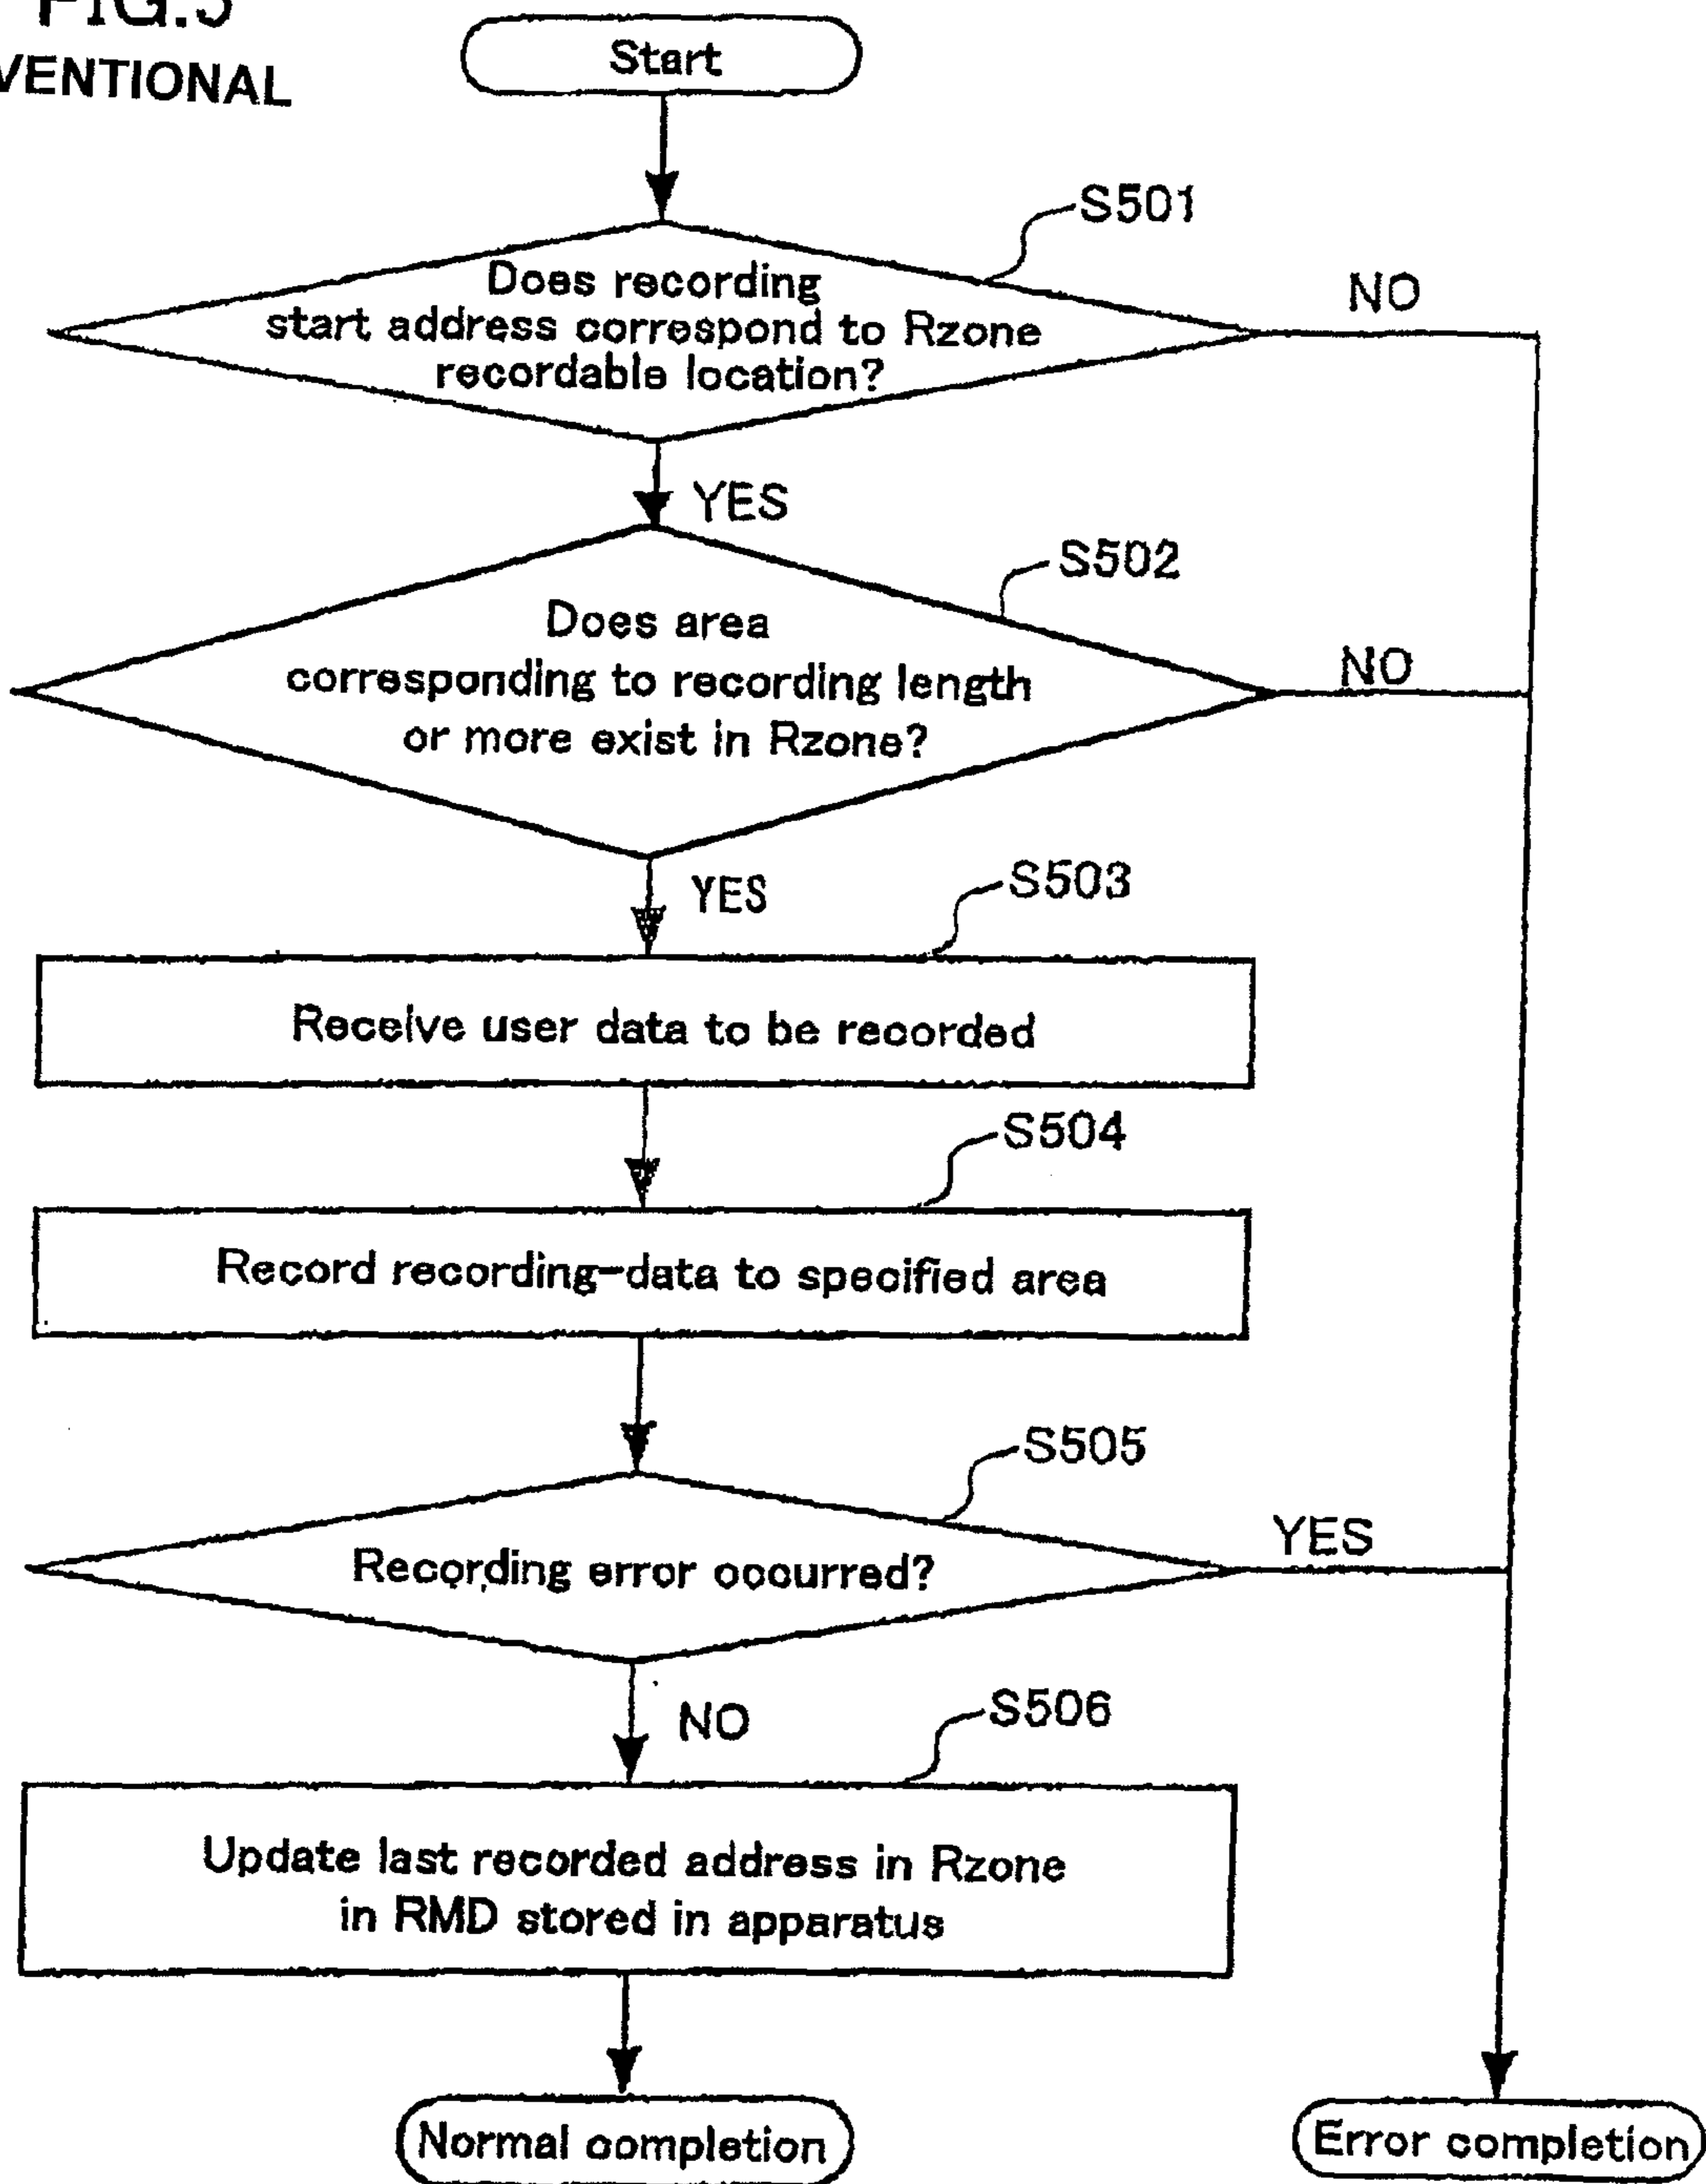 FIG.5
VENTIONAL
Start
S501
Does recording
start address correspond to Rzone
recordable location?
NO
YES
S502
Does area
corresponding to recording length
or more exist in Rzone?
NO
YES
S503
Receive user data to be recorded
S504
Record recording-data to specified area
S505
Recording error occurred?
YES
NO
S506
Update last recorded address in Rzone
in RMD stored in apparatus
Normal completion
Error completion